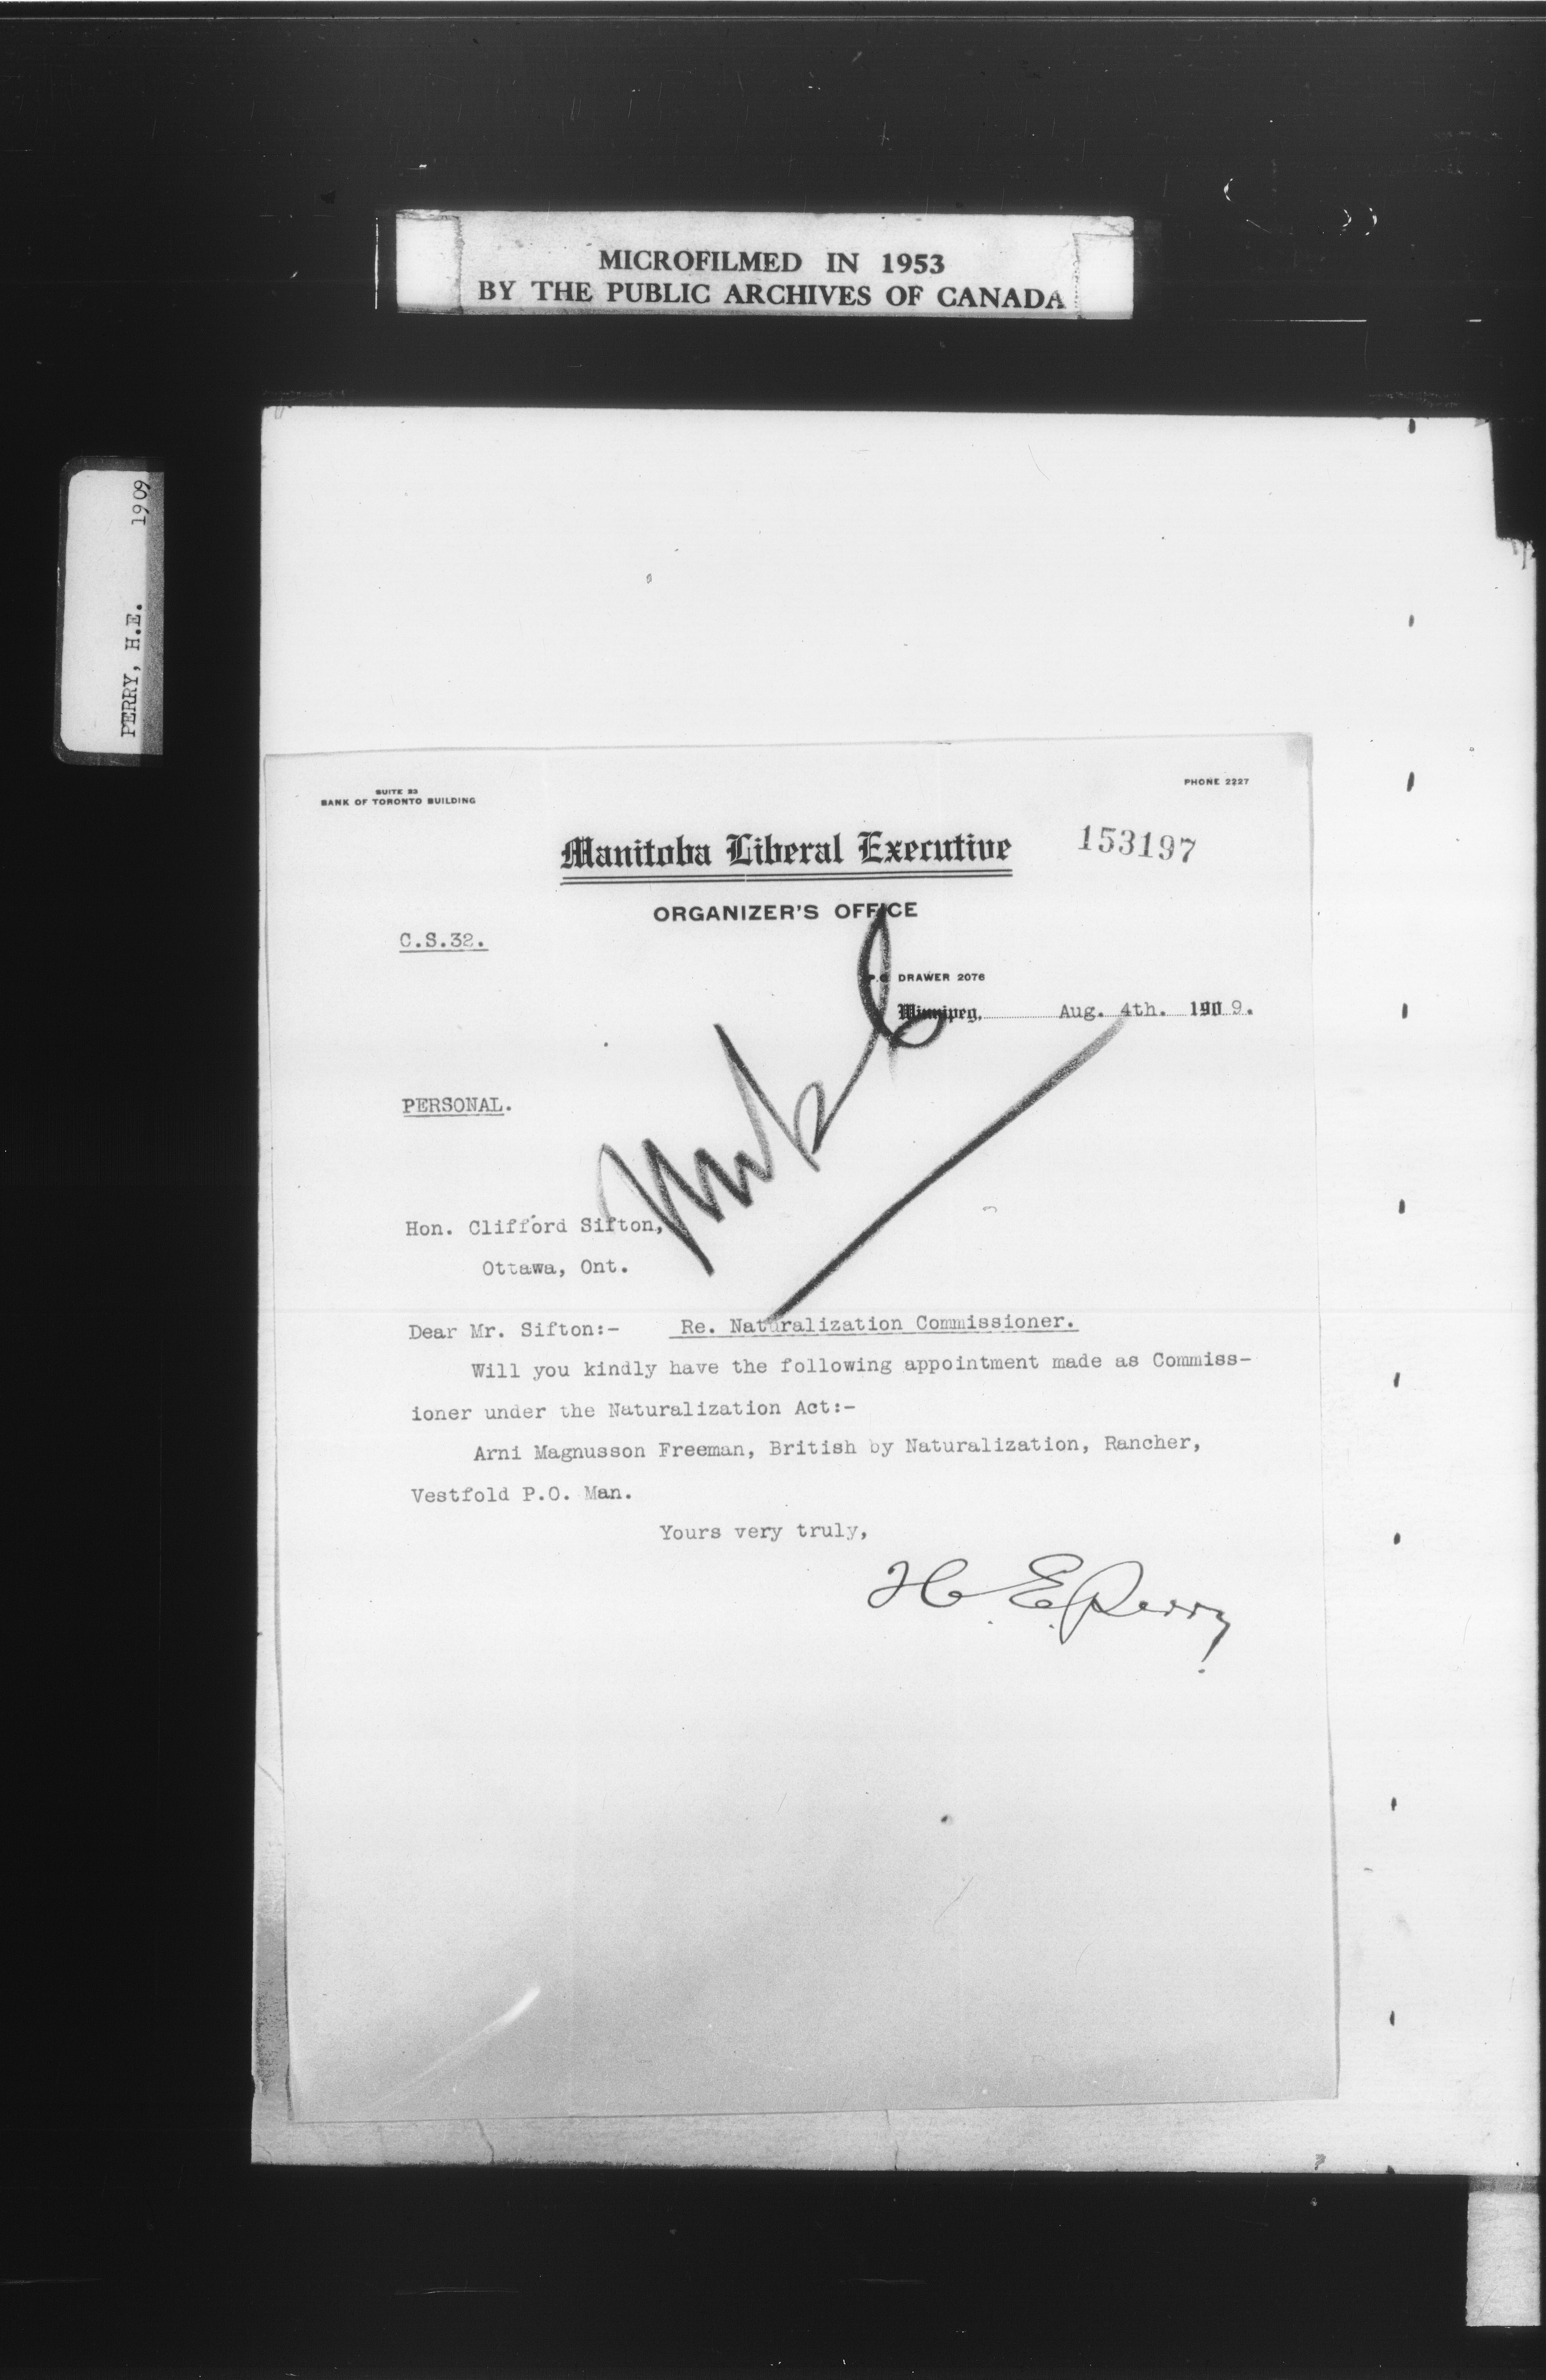 MICROFILMED IN 1953
BY THE PUBLIC ARCHIVES OF CANADA
PERRY, H.E. 1909
SUITE 23
BANK OF TORONTO BUILDING
PHONE 2227
Manitoba Liberal Executive
153197
ORGANIZER'S OFFICE
C.S.32.
P.O. DRAWER 2076
Winnipeg, Aug. 4th. 1909.
PERSONAL.
Hon. Clifford Sifton,
Ottawa, Ont.
Dear Mr. Sifton:- Re. Naturalization Commissioner.
Will you kindly have the following appointment made as Commiss-
ioner under the Naturalization Act:-
Arni Magnusson Freeman, British by Naturalization, Rancher,
Vestfold P.O. Man.
Yours very truly,
H. E. Perry